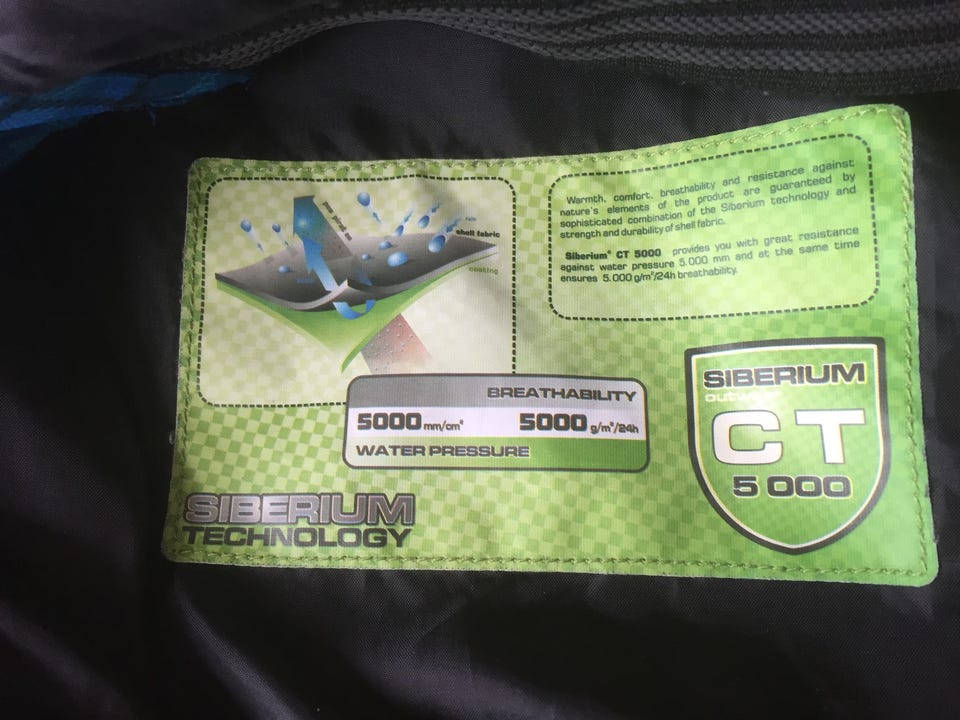 rain
shell fabric
coating
Warmth, comfort, breathability and resistance against
nature's elements of the product are guaranteed by
sophisticated combination of the Siberium technology and
strength and durability of shell fabric.
Siberium® CT 5000 provides you with great resistance
against water pressure 5.000 mm and at the same time
ensures 5.000 g/m²/24h breathability.
BREATHABILITY
5000 mm/cm² 5000 g/m²/24h
WATER PRESSURE
SIBERIUM
outwear
CT
5 000
SIBERIUM
TECHNOLOGY